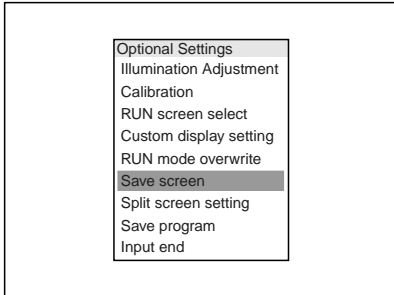 Optional Settings
Illumination Adjustment
Calibration
RUN screen select
Custom display setting
RUN mode overwrite
Save screen
Split screen setting
Save program
Input end